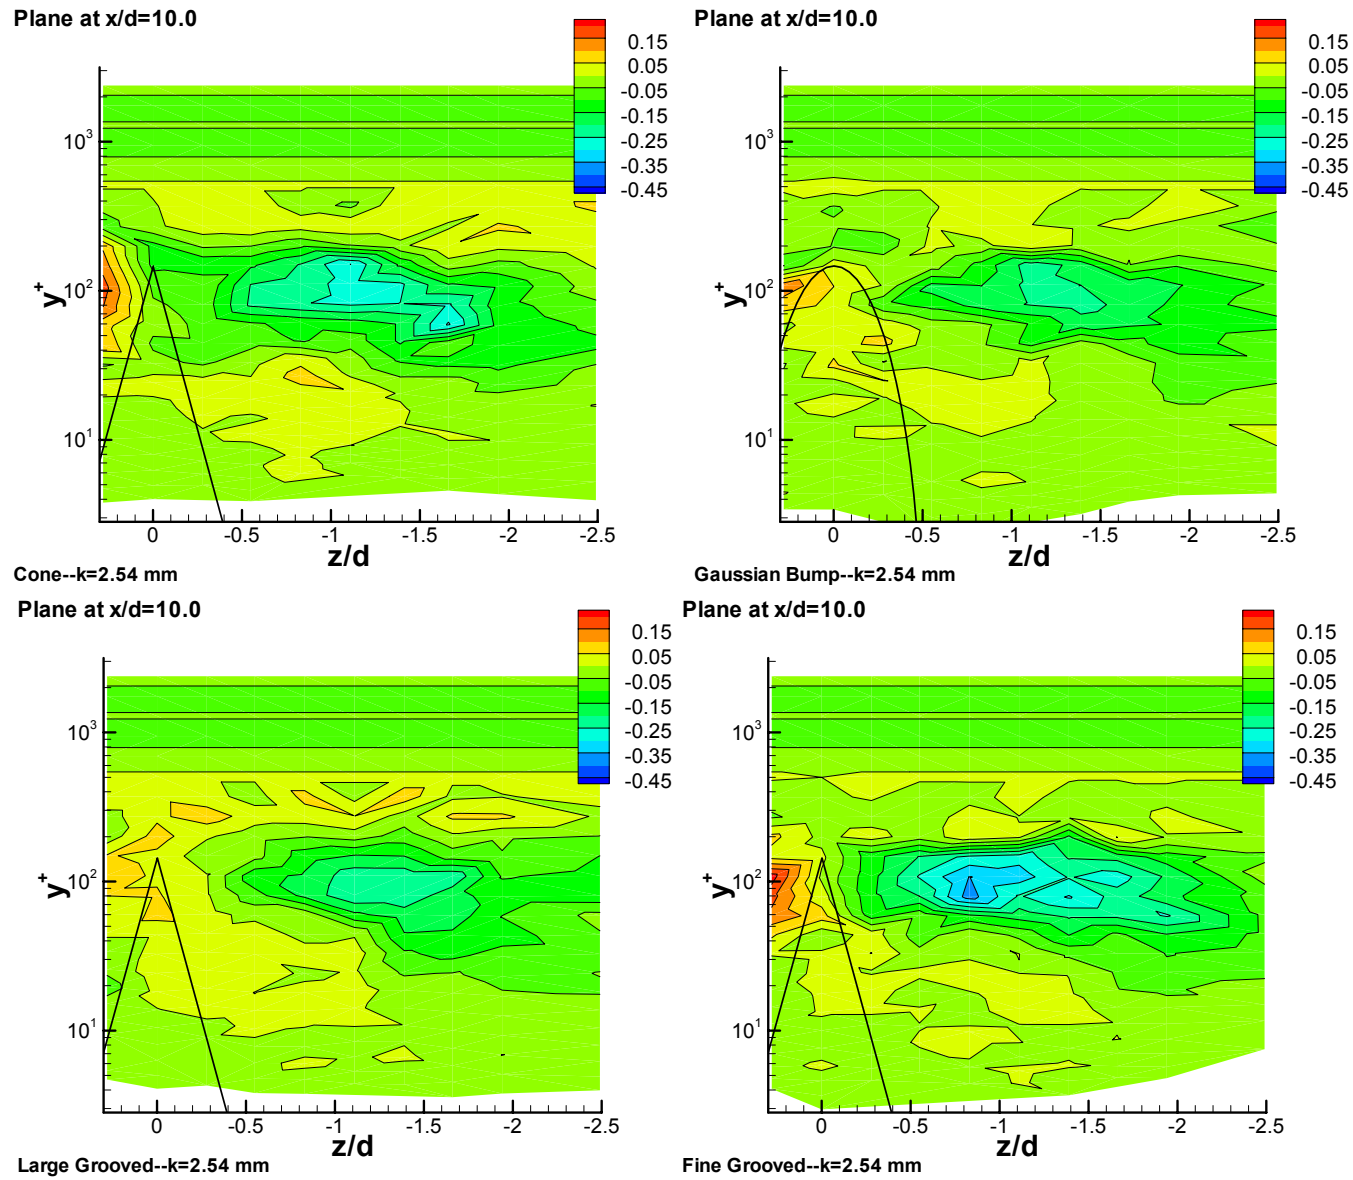 Plane at x/d=10.0
0.15
0.05
-0.05
-0.15
-0.25
-0.35
-0.45
10³
10²
10¹
y⁺
0 -0.5 -1 -1.5 -2 -2.5
z/d
Cone--k=2.54 mm
Plane at x/d=10.0
0.15
0.05
-0.05
-0.15
-0.25
-0.35
-0.45
10³
10²
10¹
y⁺
0 -0.5 -1 -1.5 -2 -2.5
z/d
Gaussian Bump--k=2.54 mm
Plane at x/d=10.0
0.15
0.05
-0.05
-0.15
-0.25
-0.35
-0.45
10³
10²
10¹
y⁺
0 -0.5 -1 -1.5 -2 -2.5
z/d
Large Grooved--k=2.54 mm
Plane at x/d=10.0
0.15
0.05
-0.05
-0.15
-0.25
-0.35
-0.45
10³
10²
10¹
y⁺
0 -0.5 -1 -1.5 -2 -2.5
z/d
Fine Grooved--k=2.54 mm